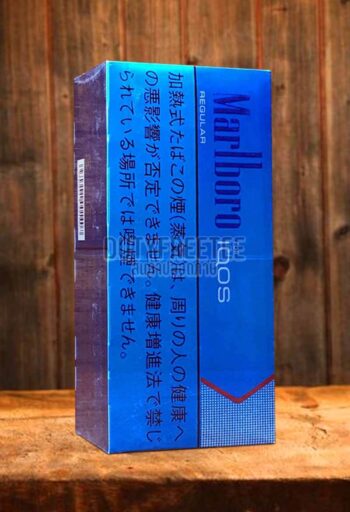 Marlboro
IQOS
REGULAR
加熱式たばこの煙(蒸気)は、周りの人の健康へ
の悪影響が否定できません。健康増進法で禁じ
られている場所では喫煙できません。